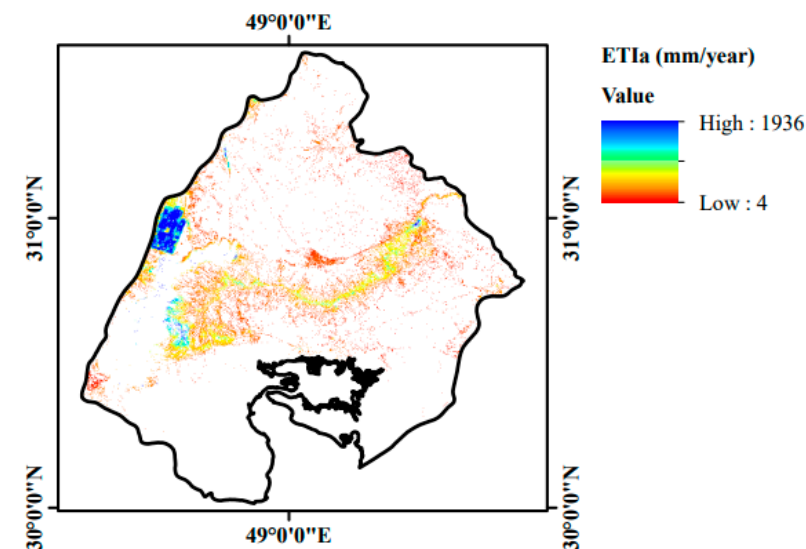 49°0'0"E
ETIa (mm/year)
Value
High : 1936
Low : 4
31°0'0"N
31°0'0"N
30°0'0"N
30°0'0"N
49°0'0"E